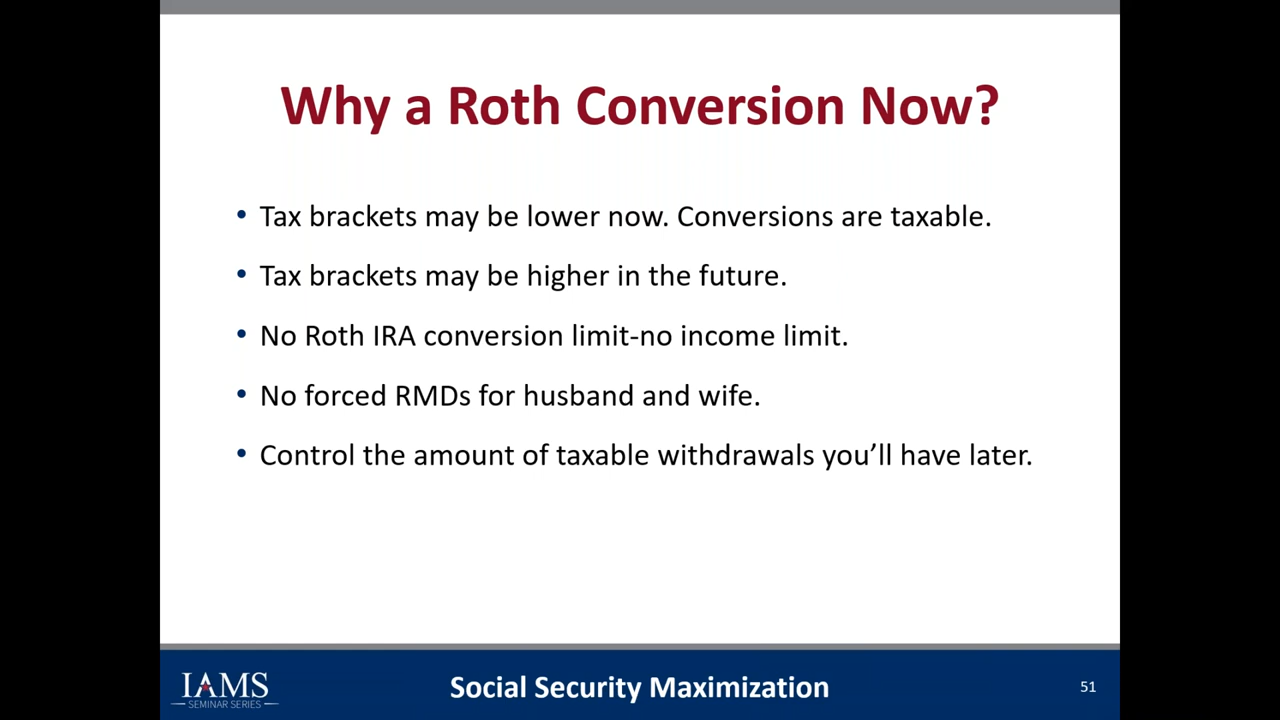 Why a Roth Conversion Now?
• Tax brackets may be lower now. Conversions are taxable.
• Tax brackets may be higher in the future.
• No Roth IRA conversion limit-no income limit.
• No forced RMDs for husband and wife.
• Control the amount of taxable withdrawals you’ll have later.
IAMS
SEMINAR SERIES
Social Security Maximization
51